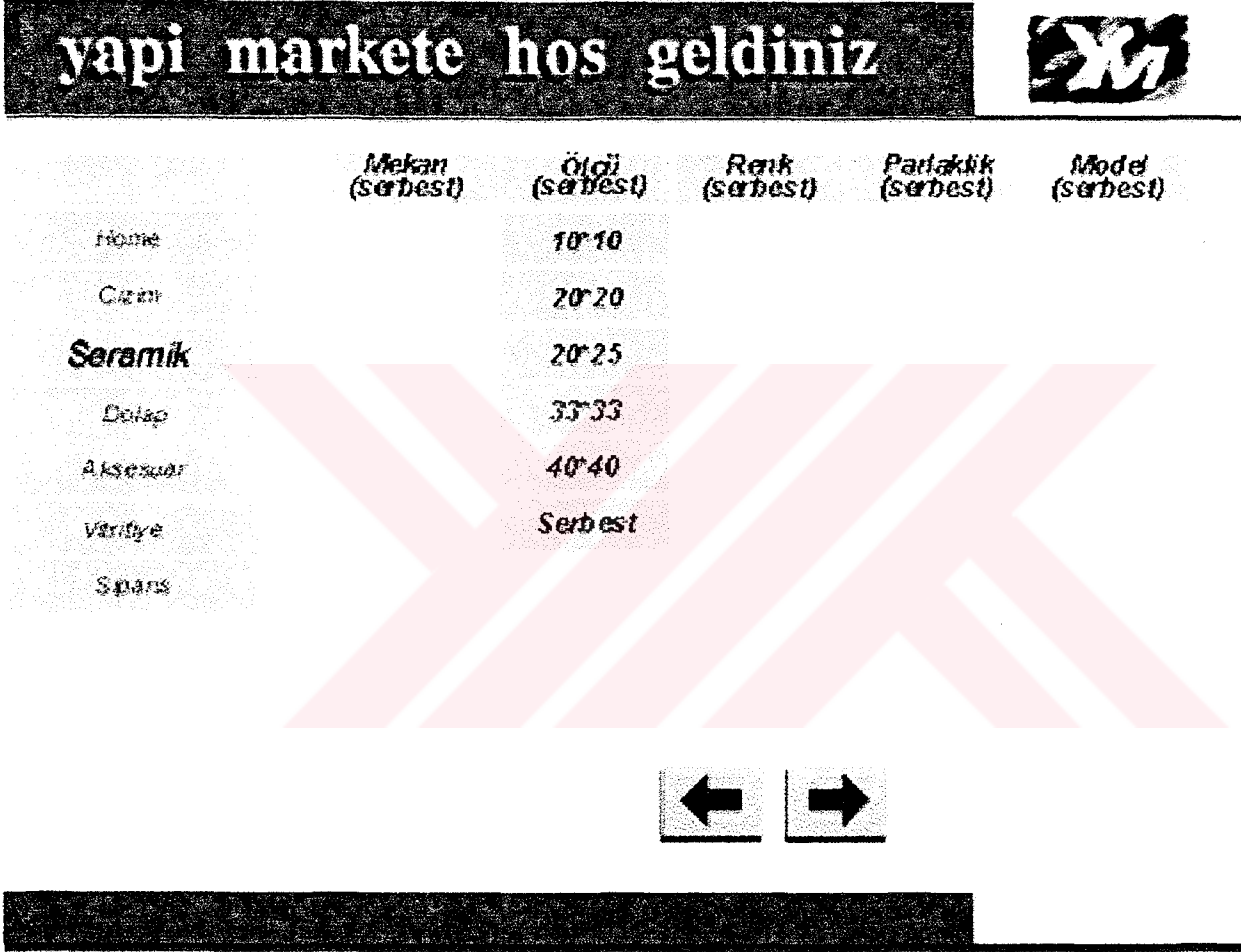 yapi markete hos geldiniz
YM
Mekan (serbest)
Ölçü (serbest)
Renk (serbest)
Parlaklik (serbest)
Model (serbest)
Home
10*10
Cizim
20*20
Seramik
20*25
Dolap
33*33
Aksesuar
40*40
Vitrifiye
Serbest
Siparis